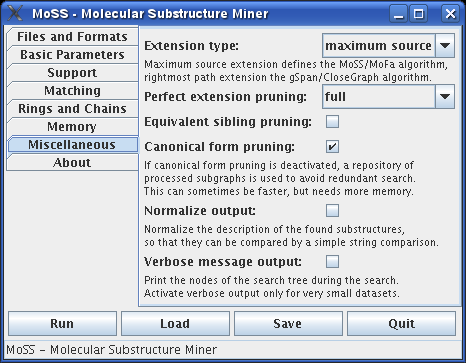 MoSS - Molecular Substructure Miner
Files and Formats
Basic Parameters
Support
Matching
Rings and Chains
Memory
Miscellaneous
About
Extension type: maximum source
Maximum source extension defines the MoSS/MoFa algorithm,
rightmost path extension the gSpan/CloseGraph algorithm.
Perfect extension pruning: full
Equivalent sibling pruning:
Canonical form pruning:
If canonical form pruning is deactivated, a repository of
processed subgraphs is used to avoid redundant search.
This can sometimes be faster, but needs more memory.
Normalize output:
Normalize the description of the found substructures,
so that they can be compared by a simple string comparison.
Verbose message output:
Print the nodes of the search tree during the search.
Activate verbose output only for very small datasets.
Run Load Save Quit
MoSS - Molecular Substructure Miner